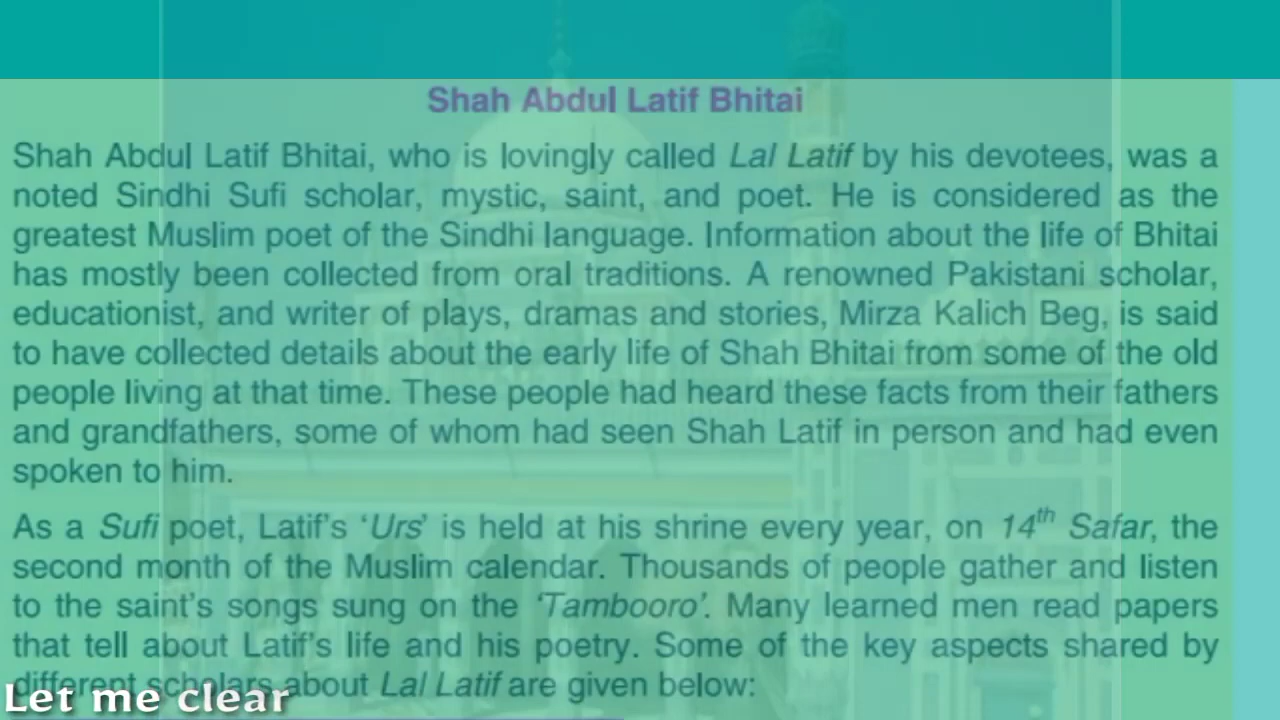 Shah Abdul Latif Bhitai
Shah Abdul Latif Bhitai, who is lovingly called Lal Latif by his devotees, was a
noted Sindhi Sufi scholar, mystic, saint, and poet. He is considered as the
greatest Muslim poet of the Sindhi language. Information about the life of Bhitai
has mostly been collected from oral traditions. A renowned Pakistani scholar,
educationist, and writer of plays, dramas and stories, Mirza Kalich Beg, is said
to have collected details about the early life of Shah Bhitai from some of the old
people living at that time. These people had heard these facts from their fathers
and grandfathers, some of whom had seen Shah Latif in person and had even
spoken to him.
As a Sufi poet, Latif's 'Urs' is held at his shrine every year, on 14th Safar, the
second month of the Muslim calendar. Thousands of people gather and listen
to the saint's songs sung on the 'Tambooro'. Many learned men read papers
that tell about Latif's life and his poetry. Some of the key aspects shared by
different scholars about Lal Latif are given below:
Let me clear